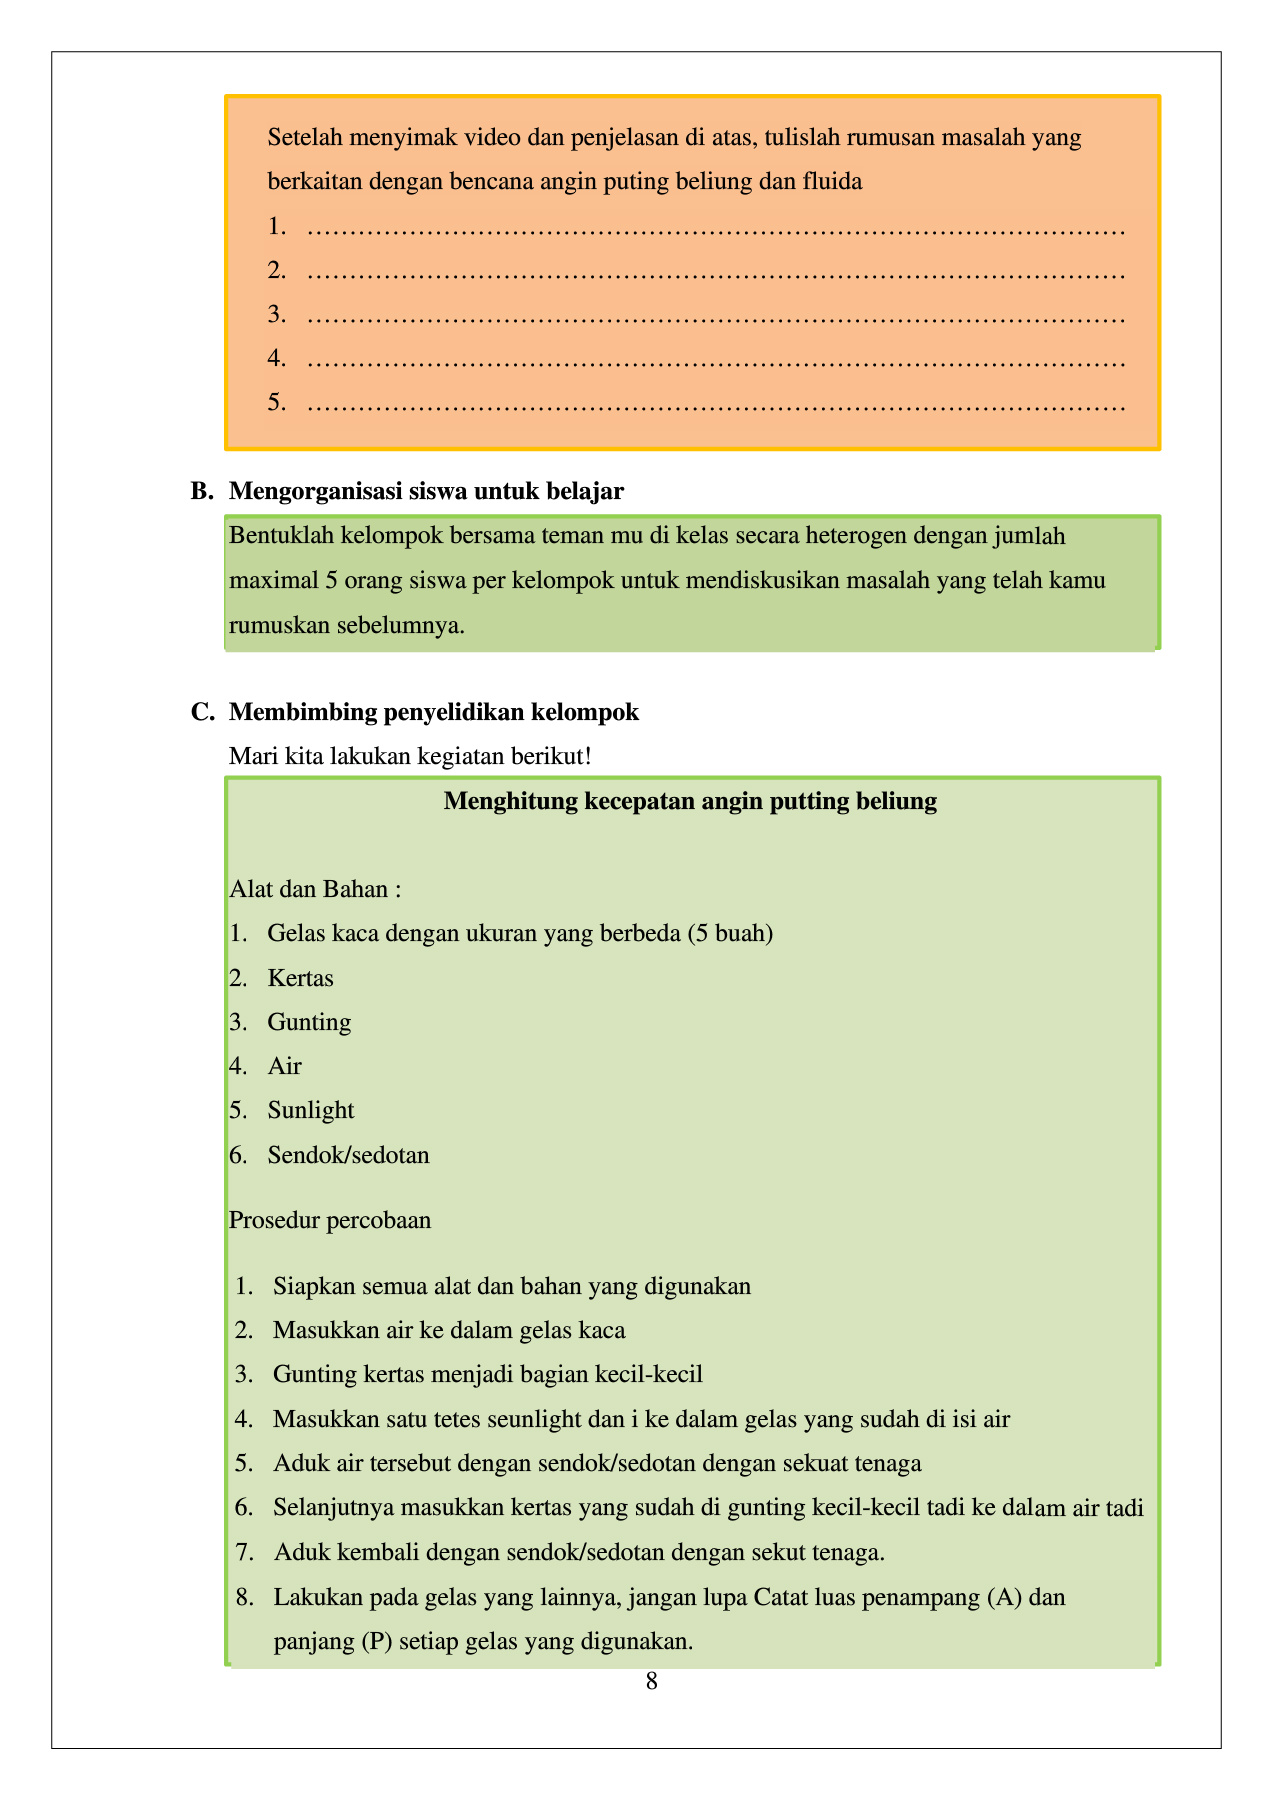 Setelah menyimak video dan penjelasan di atas, tulislah rumusan masalah yang
berkaitan dengan bencana angin puting beliung dan fluida
1. ……………………………………………………………………………………
2. ……………………………………………………………………………………
3. ……………………………………………………………………………………
4. ……………………………………………………………………………………
5. ……………………………………………………………………………………
B. Mengorganisasi siswa untuk belajar
Bentuklah kelompok bersama teman mu di kelas secara heterogen dengan jumlah
maximal 5 orang siswa per kelompok untuk mendiskusikan masalah yang telah kamu
rumuskan sebelumnya.
C. Membimbing penyelidikan kelompok
Mari kita lakukan kegiatan berikut!
Menghitung kecepatan angin putting beliung
Alat dan Bahan :
1. Gelas kaca dengan ukuran yang berbeda (5 buah)
2. Kertas
3. Gunting
4. Air
5. Sunlight
6. Sendok/sedotan
Prosedur percobaan
1. Siapkan semua alat dan bahan yang digunakan
2. Masukkan air ke dalam gelas kaca
3. Gunting kertas menjadi bagian kecil-kecil
4. Masukkan satu tetes seunlight dan i ke dalam gelas yang sudah di isi air
5. Aduk air tersebut dengan sendok/sedotan dengan sekuat tenaga
6. Selanjutnya masukkan kertas yang sudah di gunting kecil-kecil tadi ke dalam air tadi
7. Aduk kembali dengan sendok/sedotan dengan sekut tenaga.
8. Lakukan pada gelas yang lainnya, jangan lupa Catat luas penampang (A) dan
panjang (P) setiap gelas yang digunakan.
8